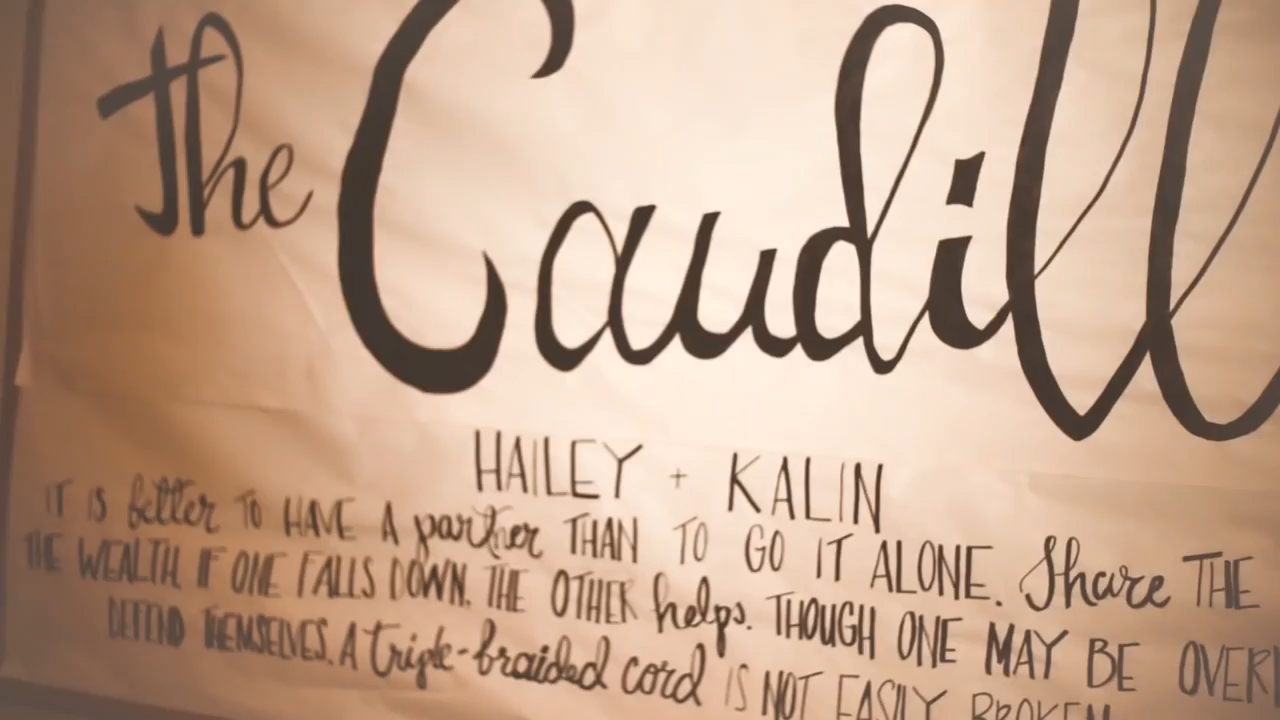 the Caudill
HAILEY + KALIN
IT IS better TO HAVE A partner THAN TO GO IT ALONE. Share THE
THE WEALTH. IF ONE FALLS DOWN, THE OTHER helps. THOUGH ONE MAY BE
DEFEND THEMSELVES. A triple-braided cord IS NOT EASILY BROKEN